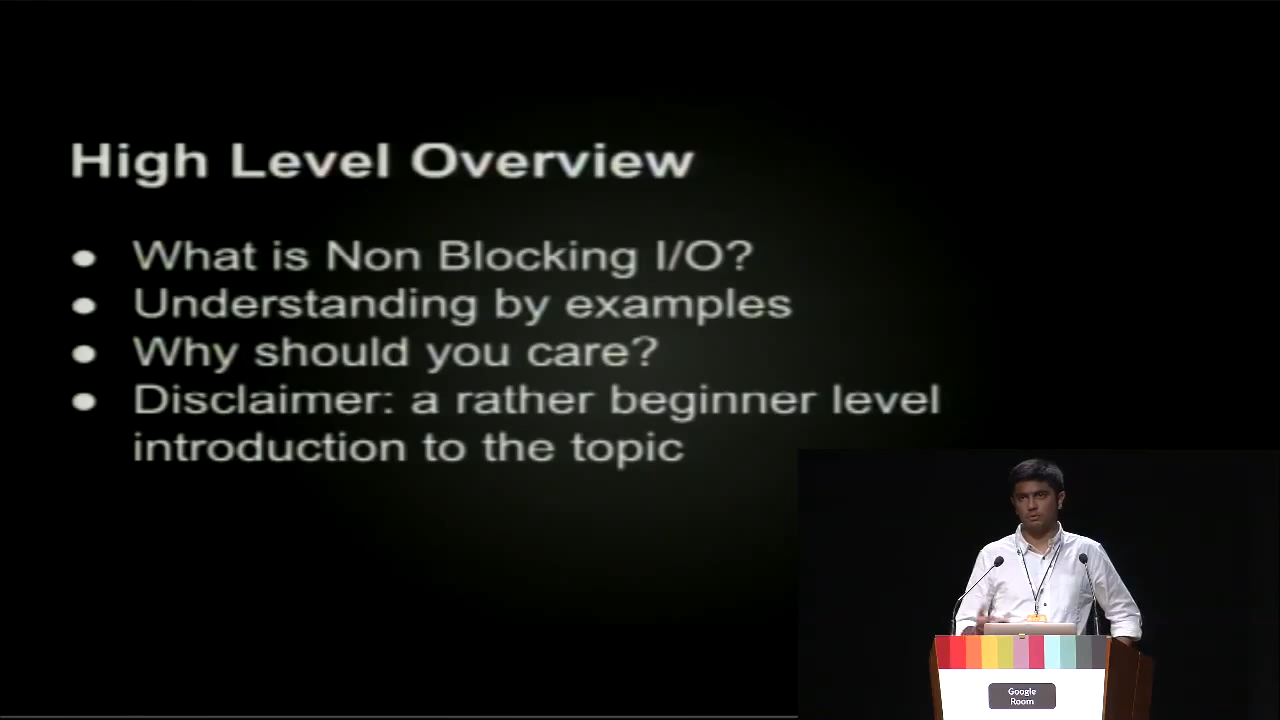 High Level Overview
● What is Non Blocking I/O?
● Understanding by examples
● Why should you care?
● Disclaimer: a rather beginner level
introduction to the topic
Google
Room